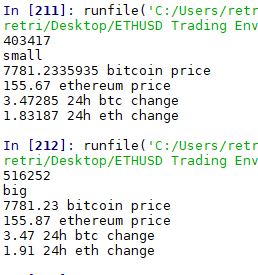 In [211]: runfile('C:/Users/retr
retri/Desktop/ETHUSD Trading Env
403417
small
7781.2335935 bitcoin price
155.67 ethereum price
3.47285 24h btc change
1.83187 24h eth change
In [212]: runfile('C:/Users/retr
retri/Desktop/ETHUSD Trading Env
516252
big
7781.23 bitcoin price
155.87 ethereum price
3.47 24h btc change
1.91 24h eth change